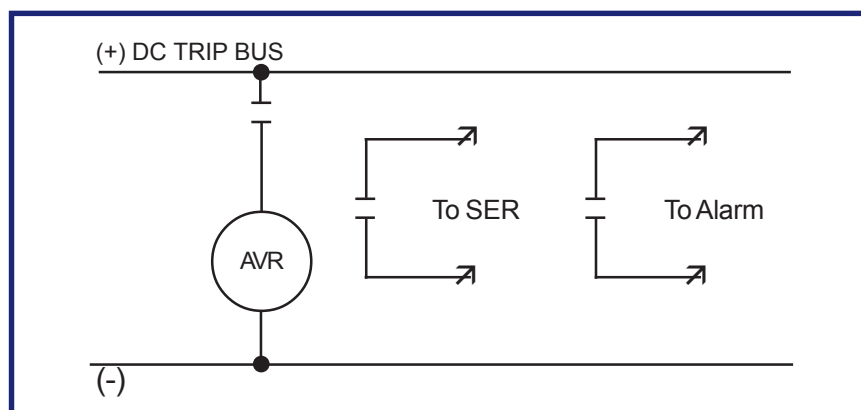 (+) DC TRIP BUS
To SER
To Alarm
AVR
(-)